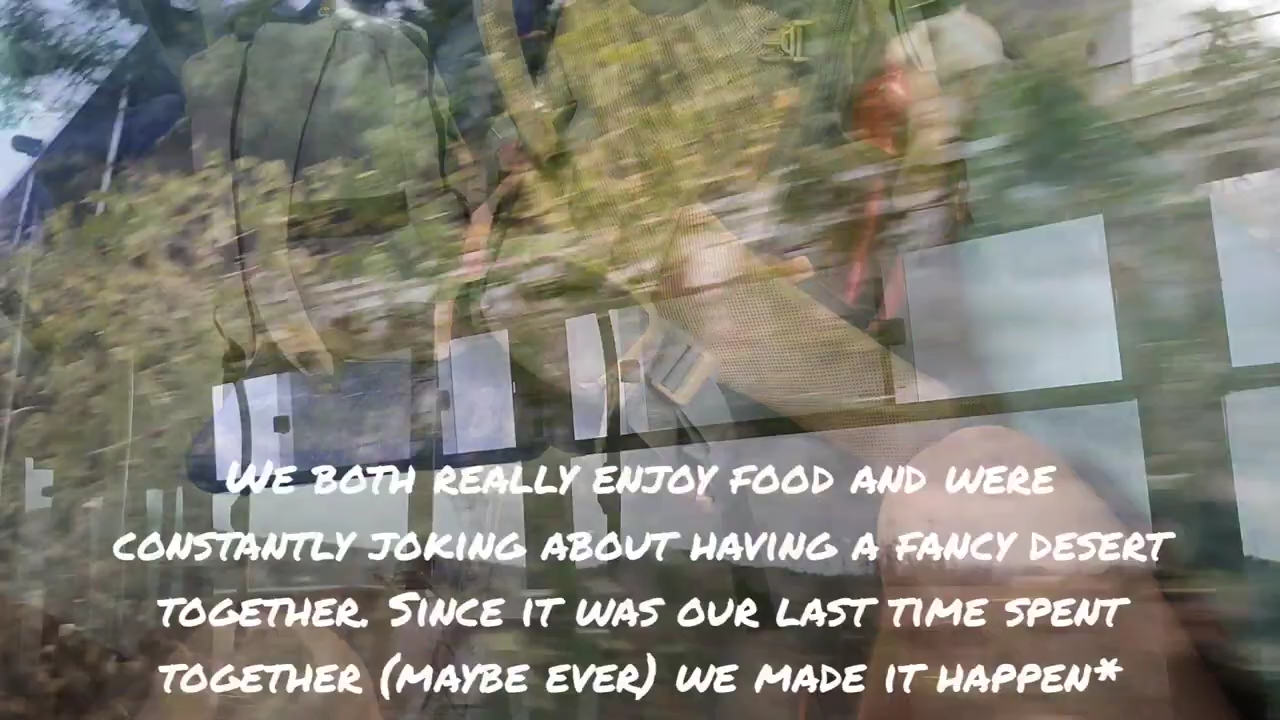 We both really enjoy food and were
constantly joking about having a fancy desert
together. Since it was our last time spent
together (maybe ever) we made it happen*